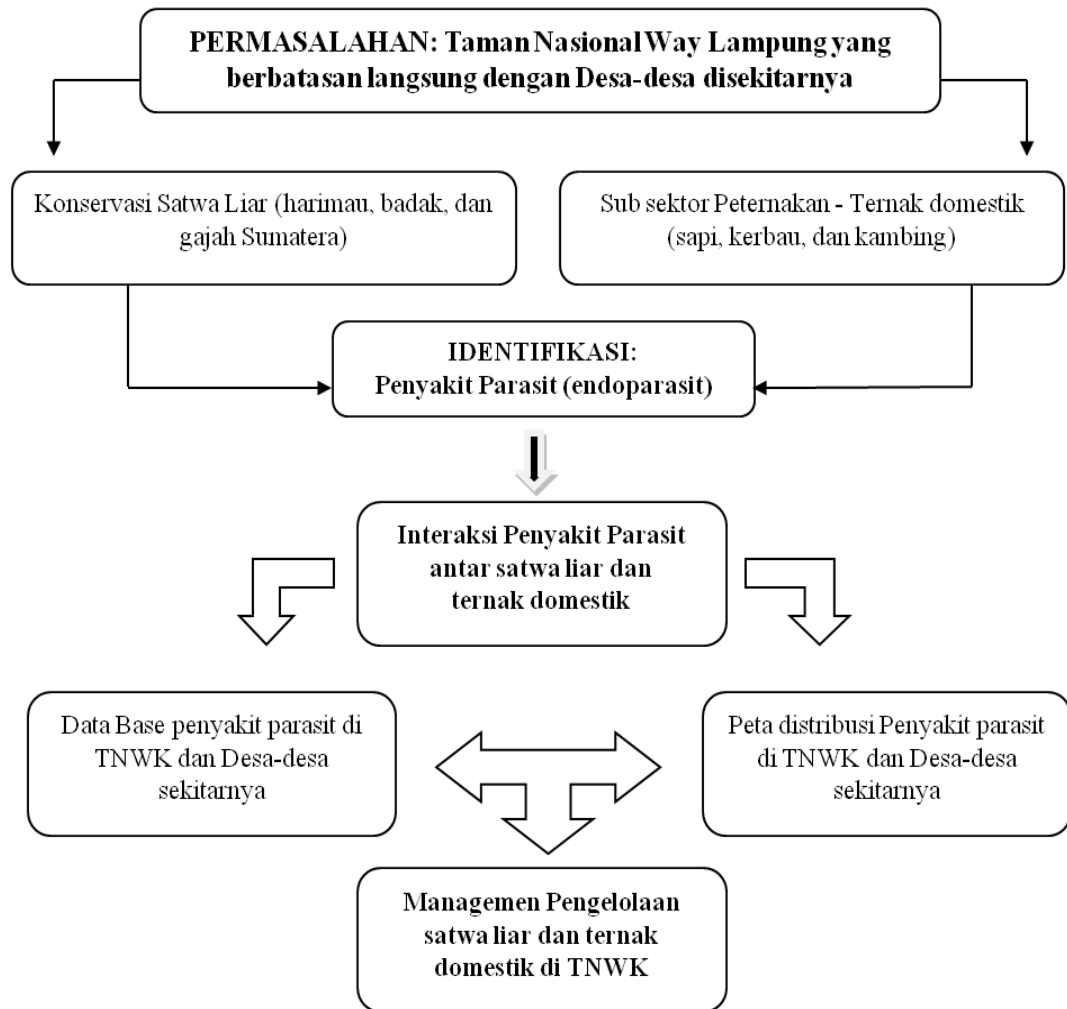 PERMASALAHAN: Taman Nasional Way Lampung yang
berbatasan langsung dengan Desa-desa disekitarnya
Konservasi Satwa Liar (harimau, badak, dan
gajah Sumatera)
Sub sektor Peternakan - Ternak domestik
(sapi, kerbau, dan kambing)
IDENTIFIKASI:
Penyakit Parasit (endoparasit)
Interaksi Penyakit Parasit
antar satwa liar dan
ternak domestik
Data Base penyakit parasit di
TNWK dan Desa-desa
sekitarnya
Peta distribusi Penyakit parasit
di TNWK dan Desa-desa
sekitarnya
Managemen Pengelolaan
satwa liar dan ternak
domestik di TNWK